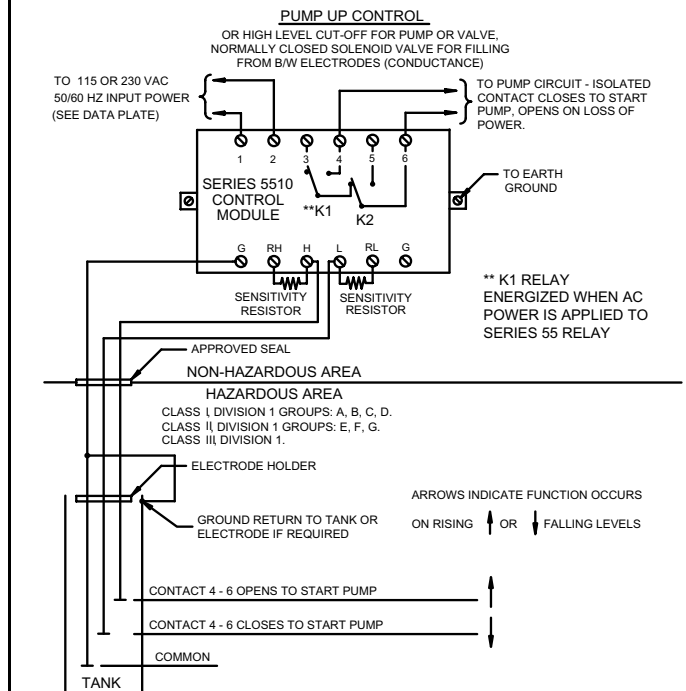 PUMP UP CONTROL
OR HIGH LEVEL CUT-OFF FOR PUMP OR VALVE,
NORMALLY CLOSED SOLENOID VALVE FOR FILLING
FROM B/W ELECTRODES (CONDUCTANCE)
TO 115 OR 230 VAC
50/60 HZ INPUT POWER
(SEE DATA PLATE)
TO PUMP CIRCUIT - ISOLATED
CONTACT CLOSES TO START
PUMP, OPENS ON LOSS OF
POWER.
1 2 3 4 5 6
SERIES 5510
CONTROL
MODULE
**K1
K2
TO EARTH
GROUND
G RH H L RL G
SENSITIVITY
RESISTOR
SENSITIVITY
RESISTOR
** K1 RELAY
ENERGIZED WHEN AC
POWER IS APPLIED TO
SERIES 55 RELAY
APPROVED SEAL
NON-HAZARDOUS AREA
HAZARDOUS AREA
CLASS I, DIVISION 1 GROUPS: A, B, C, D.
CLASS II, DIVISION 1 GROUPS: E, F, G.
CLASS III, DIVISION 1.
ELECTRODE HOLDER
GROUND RETURN TO TANK OR
ELECTRODE IF REQUIRED
ARROWS INDICATE FUNCTION OCCURS
ON RISING OR FALLING LEVELS
CONTACT 4 - 6 OPENS TO START PUMP
CONTACT 4 - 6 CLOSES TO START PUMP
COMMON
TANK